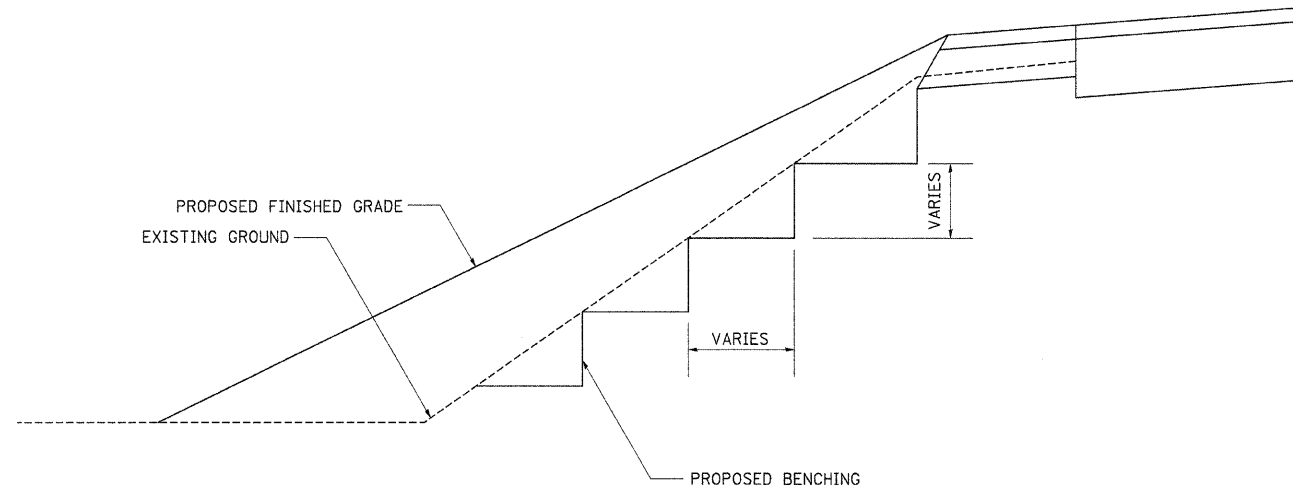 PROPOSED FINISHED GRADE
EXISTING GROUND
VARIES
VARIES
PROPOSED BENCHING